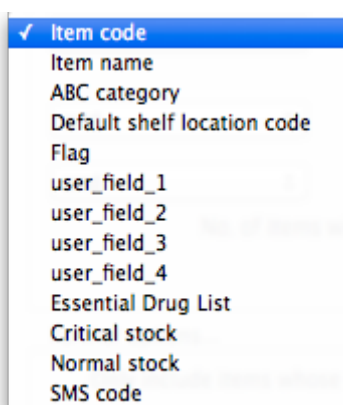 ✓ Item code
Item name
ABC category
Default shelf location code
Flag
user_field_1
user_field_2
user_field_3
user_field_4
Essential Drug List
Critical stock
Normal stock
SMS code